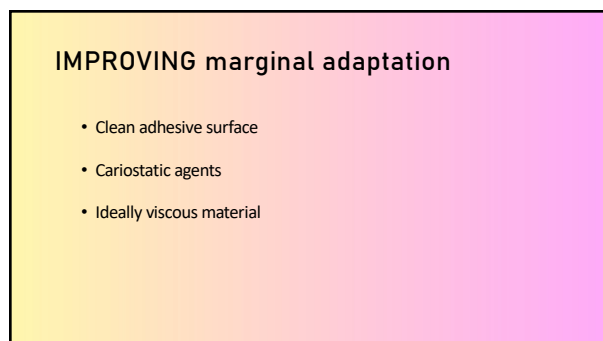 IMPROVING marginal adaptation
• Clean adhesive surface
• Cariostatic agents
• Ideally viscous material